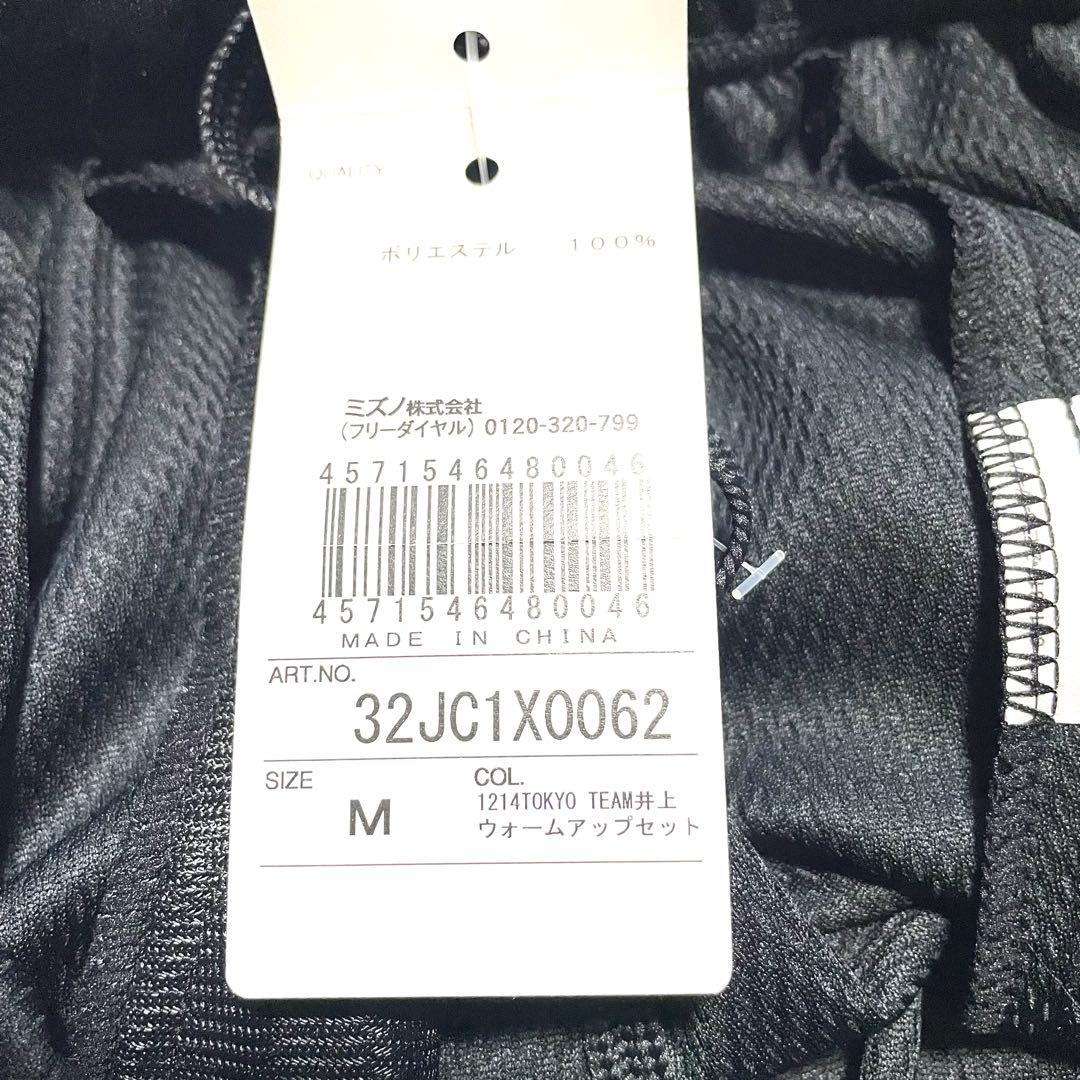 QUALITY
ポリエステル 100%
ミズノ株式会社
(フリーダイヤル) 0120-320-799
4571546480046
4571546480046
MADE IN CHINA
ART.NO.
32JC1X0062
SIZE
M
COL.
1214TOKYO TEAM井上
ウォームアップセット